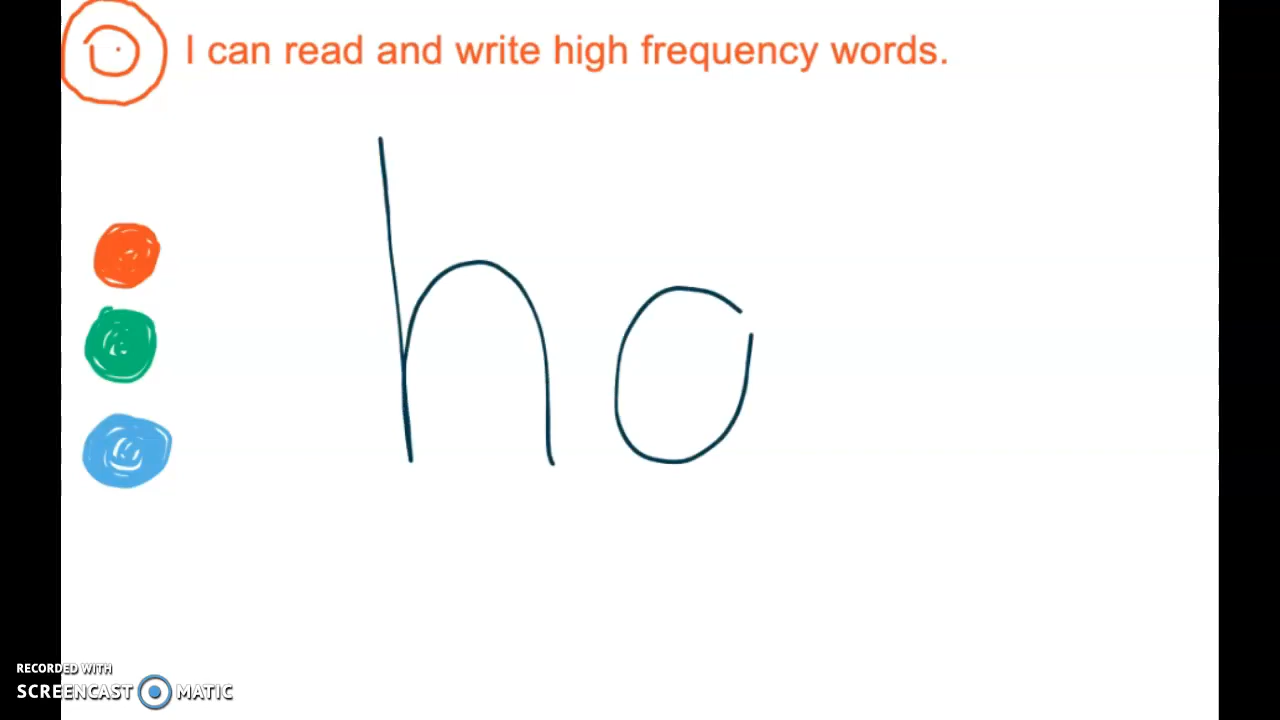 I can read and write high frequency words.
ho
RECORDED WITH
SCREENCAST MATIC